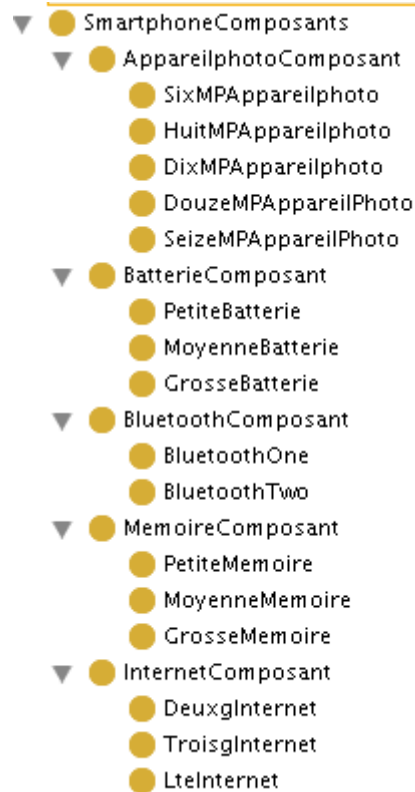 SmartphoneComposants
AppareilphotoComposant
SixMPAppareilphoto
HuitMPAppareilphoto
DixMPAppareilphoto
DouzeMPAppareilPhoto
SeizeMPAppareilPhoto
BatterieComposant
PetiteBatterie
MoyenneBatterie
GrosseBatterie
BluetoothComposant
BluetoothOne
BluetoothTwo
MemoireComposant
PetiteMemoire
MoyenneMemoire
GrosseMemoire
InternetComposant
DeuxgInternet
TroisgInternet
LteInternet